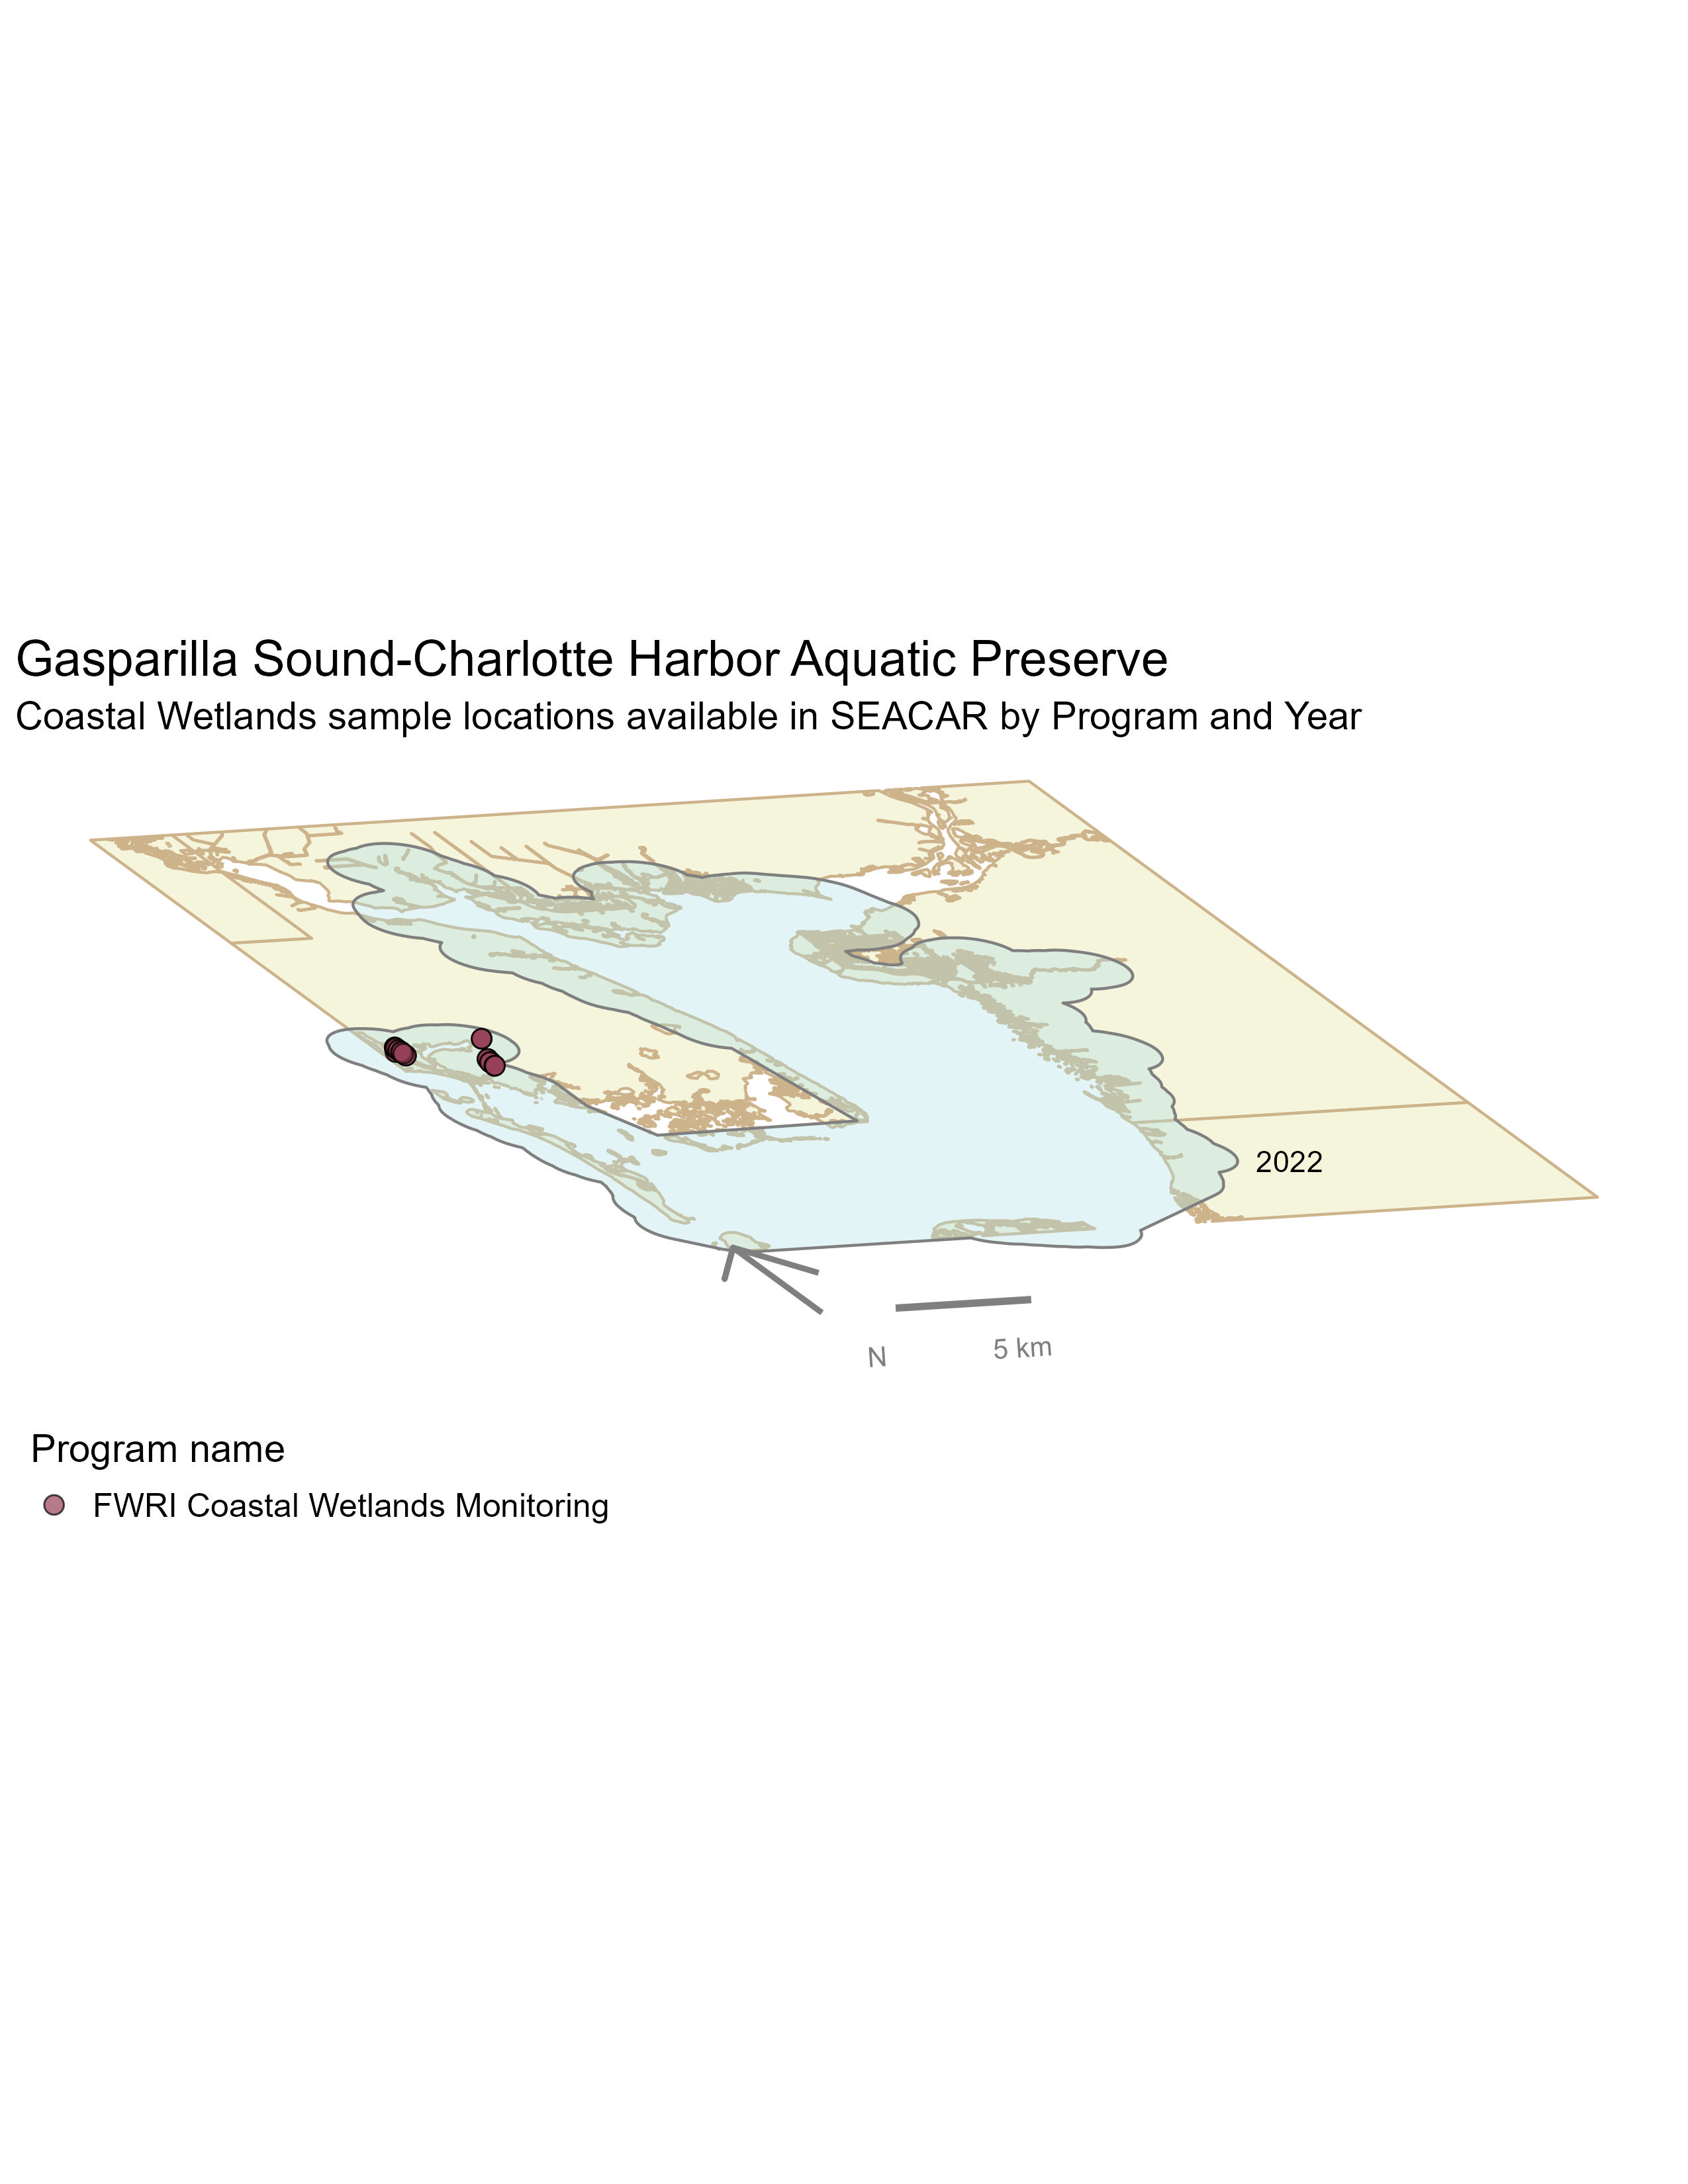 Gasparilla Sound-Charlotte Harbor Aquatic Preserve
Coastal Wetlands sample locations available in SEACAR by Program and Year
2022
N
5 km
Program name
FWRI Coastal Wetlands Monitoring